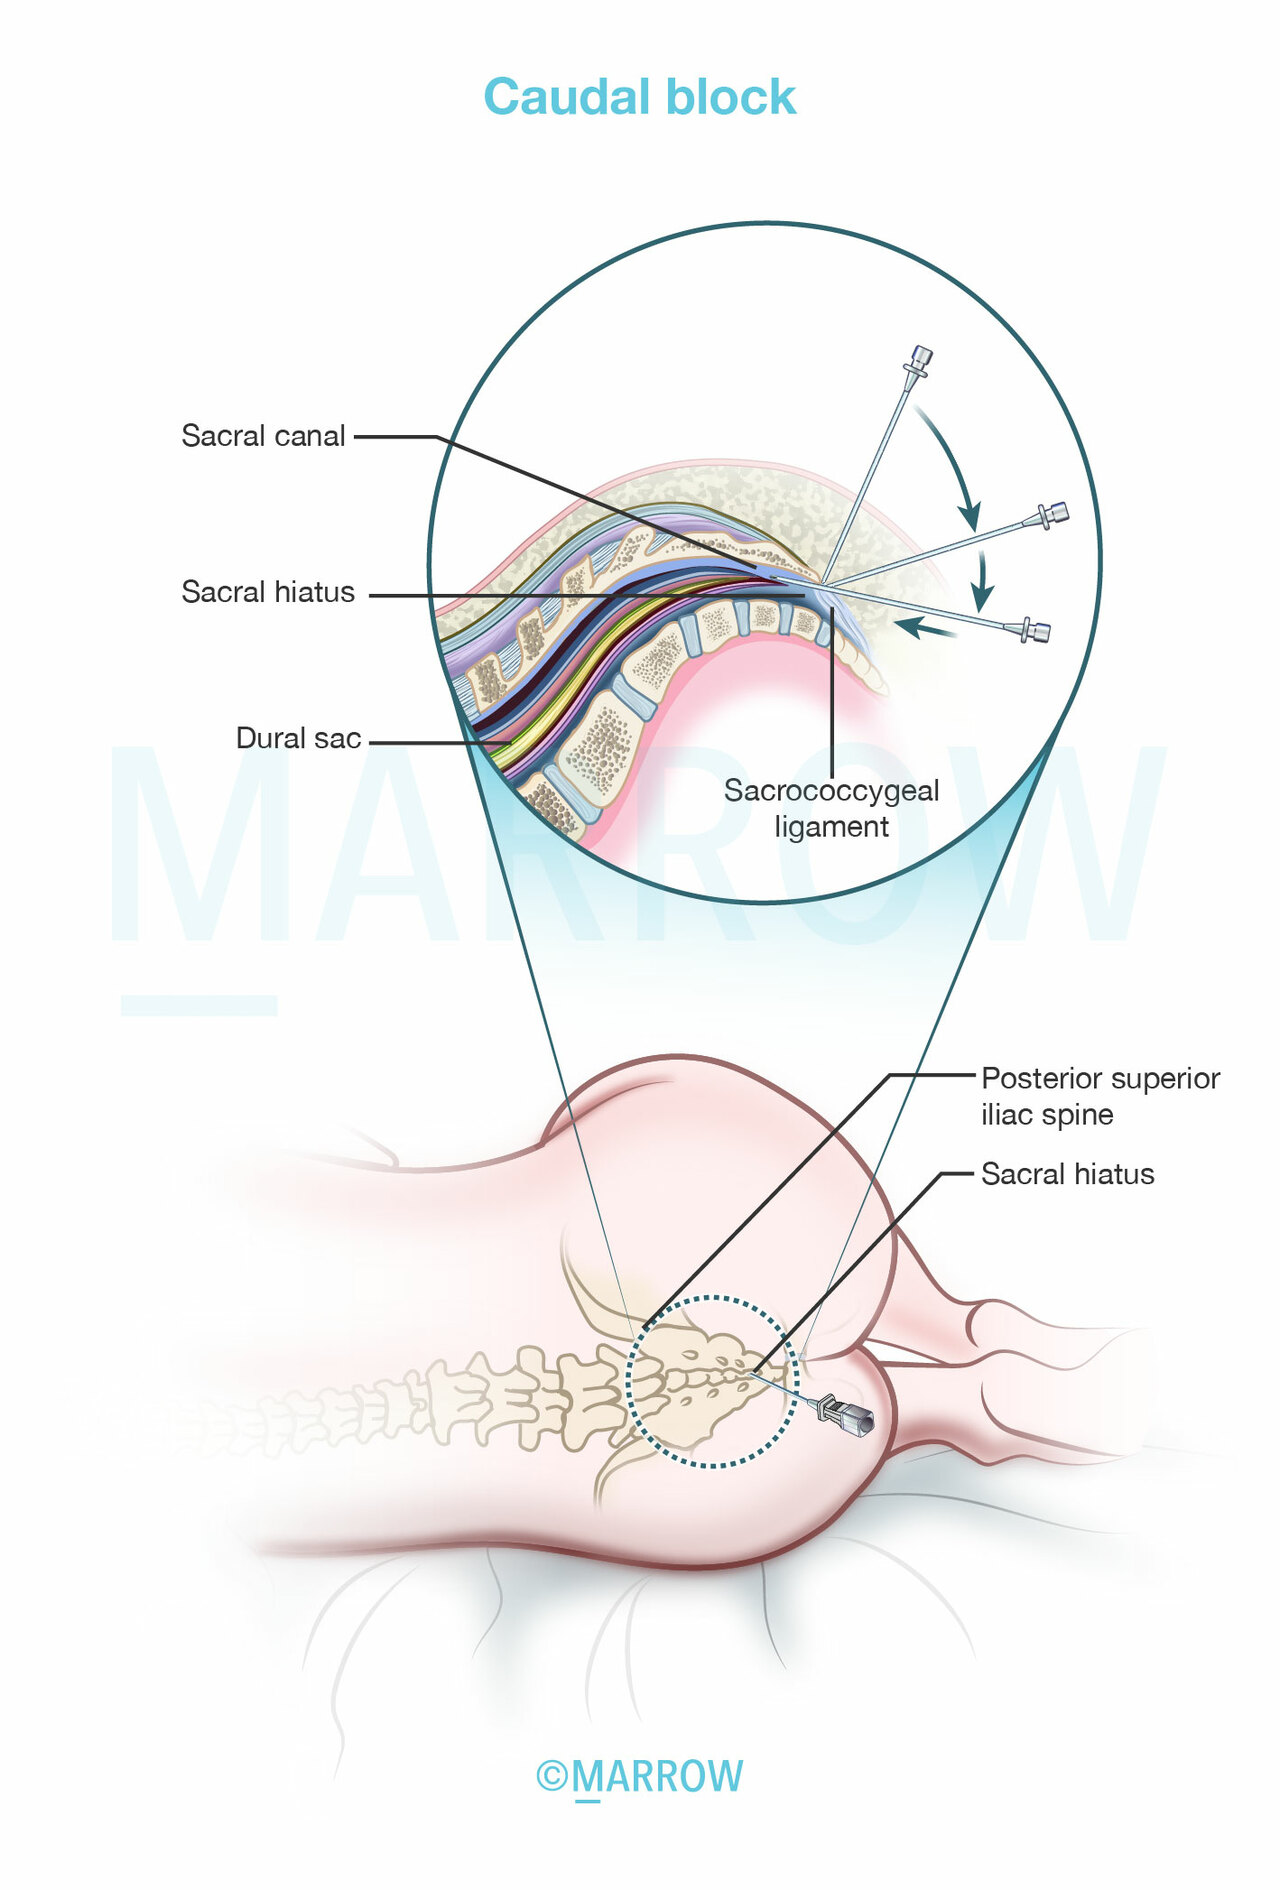 Caudal block
Sacral canal
Sacral hiatus
Dural sac
Sacrococcygeal
ligament
MARROW
Posterior superior
iliac spine
Sacral hiatus
©MARROW